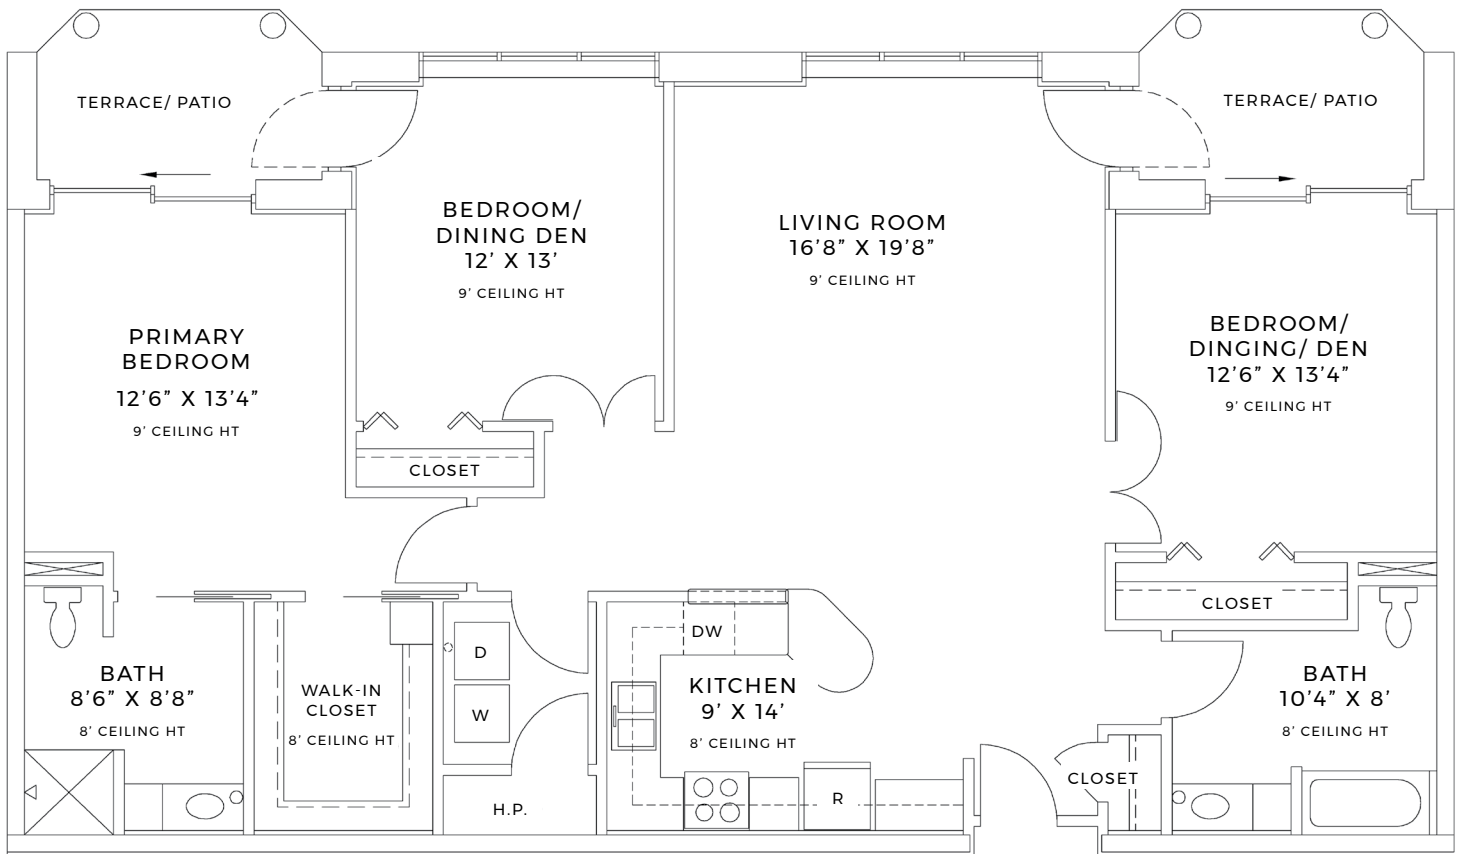 TERRACE/ PATIO
TERRACE/ PATIO
BEDROOM/
DINING DEN
12’ X 13’
9’ CEILING HT
LIVING ROOM
16’8” X 19’8”
9’ CEILING HT
PRIMARY
BEDROOM
12’6” X 13’4”
9’ CEILING HT
BEDROOM/
DINGING/ DEN
12’6” X 13’4”
9’ CEILING HT
CLOSET
CLOSET
DW
D
W
BATH
8’6” X 8’8”
8’ CEILING HT
WALK-IN
CLOSET
8’ CEILING HT
KITCHEN
9’ X 14’
8’ CEILING HT
BATH
10’4” X 8’
8’ CEILING HT
CLOSET
R
H.P.